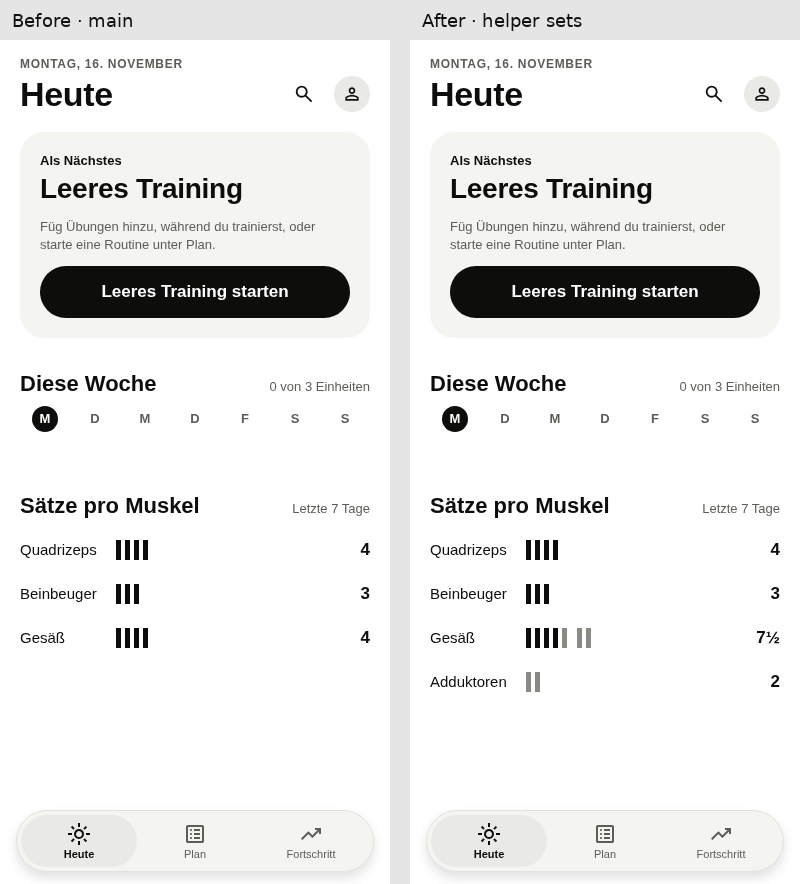 Before · main
MONTAG, 16. NOVEMBER
Heute
Als Nächstes
Leeres Training
Füg Übungen hinzu, während du trainierst, oder
starte eine Routine unter Plan.
Leeres Training starten
Diese Woche
0 von 3 Einheiten
M D M D F S S
Sätze pro Muskel
Letzte 7 Tage
Quadrizeps 4
Beinbeuger 3
Gesäß 4
Heute Plan Fortschritt
After · helper sets
MONTAG, 16. NOVEMBER
Heute
Als Nächstes
Leeres Training
Füg Übungen hinzu, während du trainierst, oder
starte eine Routine unter Plan.
Leeres Training starten
Diese Woche
0 von 3 Einheiten
M D M D F S S
Sätze pro Muskel
Letzte 7 Tage
Quadrizeps 4
Beinbeuger 3
Gesäß 7½
Adduktoren 2
Heute Plan Fortschritt